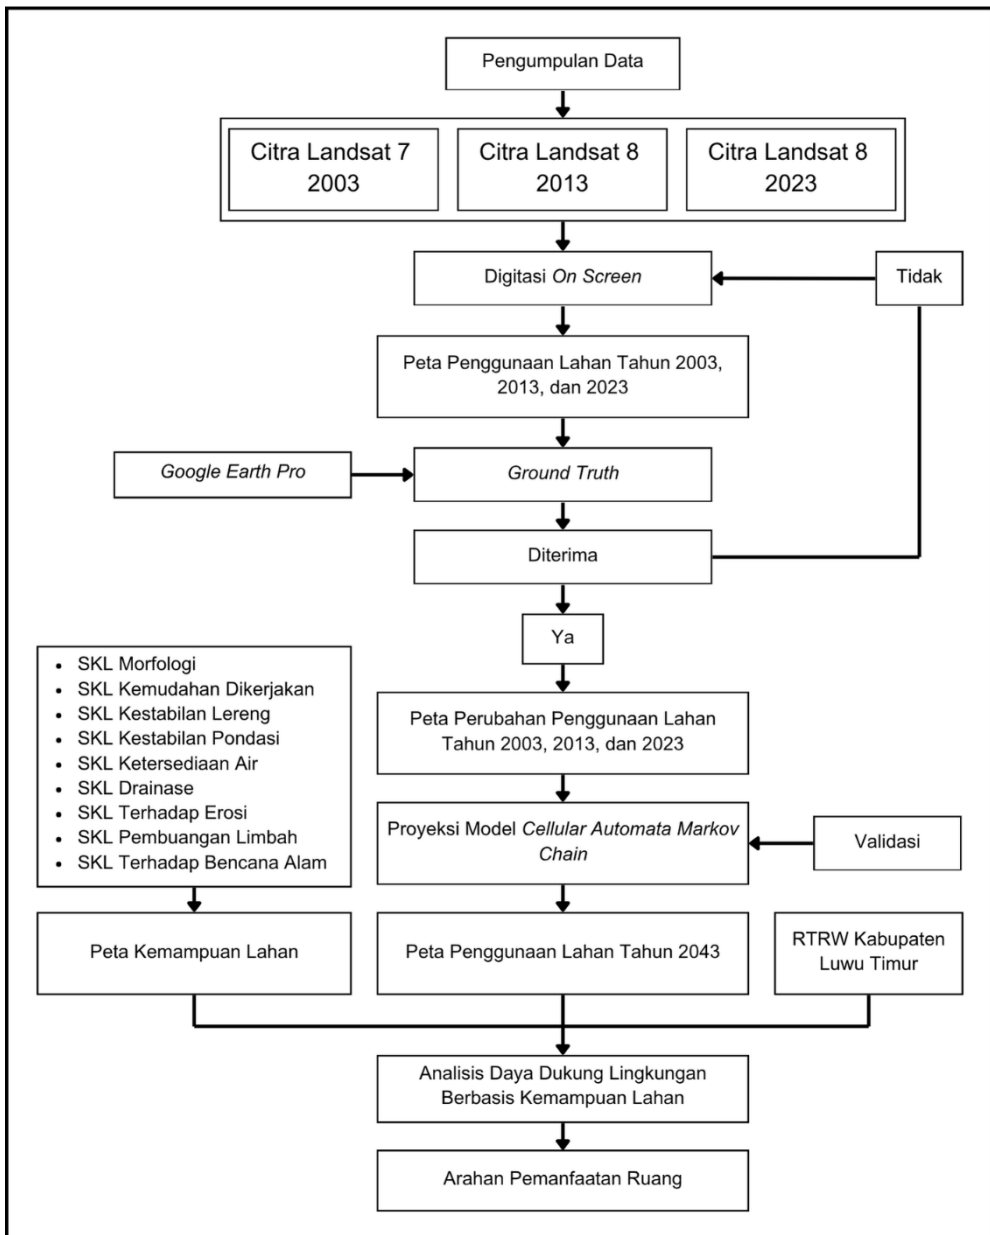 Pengumpulan Data
Citra Landsat 7
2003
Citra Landsat 8
2013
Citra Landsat 8
2023
Digitasi On Screen
Tidak
Peta Penggunaan Lahan Tahun 2003,
2013, dan 2023
Google Earth Pro
Ground Truth
Diterima
Ya
• SKL Morfologi
• SKL Kemudahan Dikerjakan
• SKL Kestabilan Lereng
• SKL Kestabilan Pondasi
• SKL Ketersediaan Air
• SKL Drainase
• SKL Terhadap Erosi
• SKL Pembuangan Limbah
• SKL Terhadap Bencana Alam
Peta Perubahan Penggunaan Lahan
Tahun 2003, 2013, dan 2023
Proyeksi Model Cellular Automata Markov
Chain
Validasi
Peta Kemampuan Lahan
Peta Penggunaan Lahan Tahun 2043
RTRW Kabupaten
Luwu Timur
Analisis Daya Dukung Lingkungan
Berbasis Kemampuan Lahan
Arahan Pemanfaatan Ruang